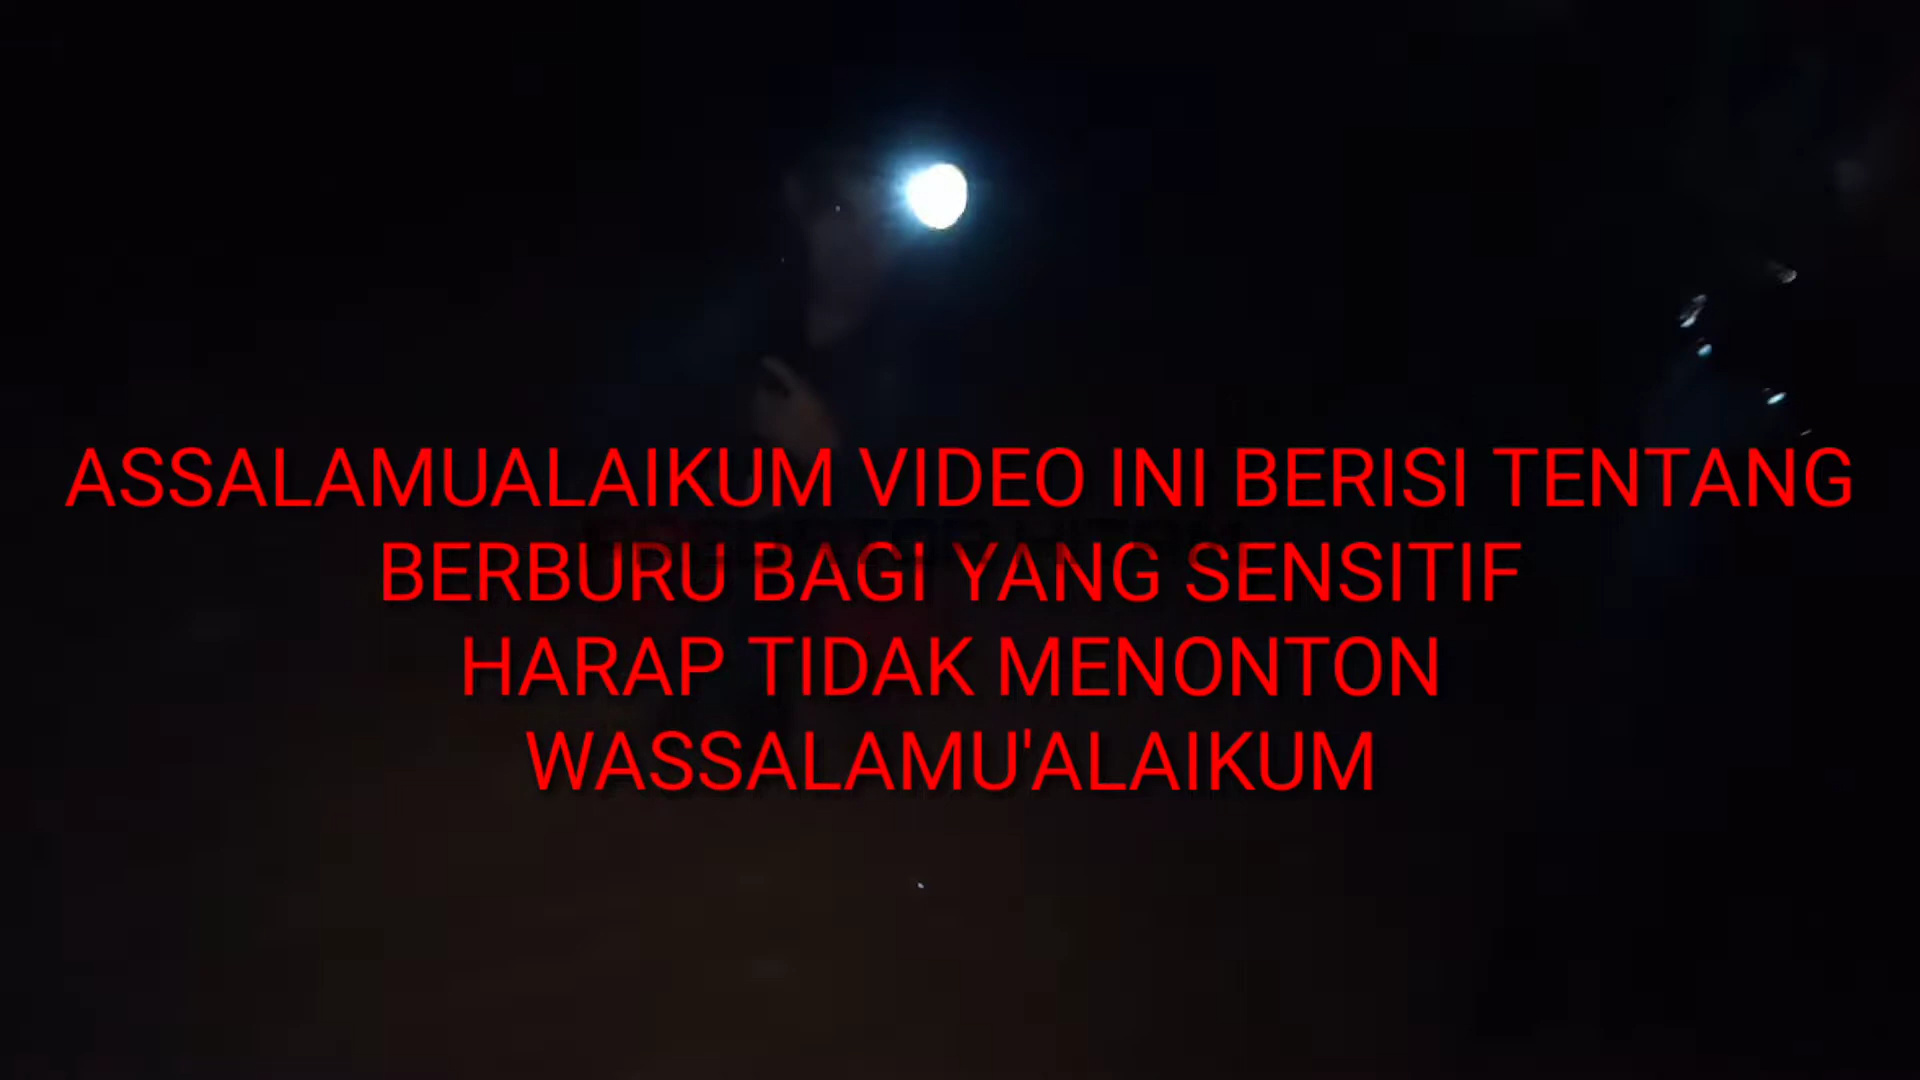 ASSALAMUALAIKUM VIDEO INI BERISI TENTANG
BERBURU BAGI YANG SENSITIF
HARAP TIDAK MENONTON
WASSALAMU'ALAIKUM